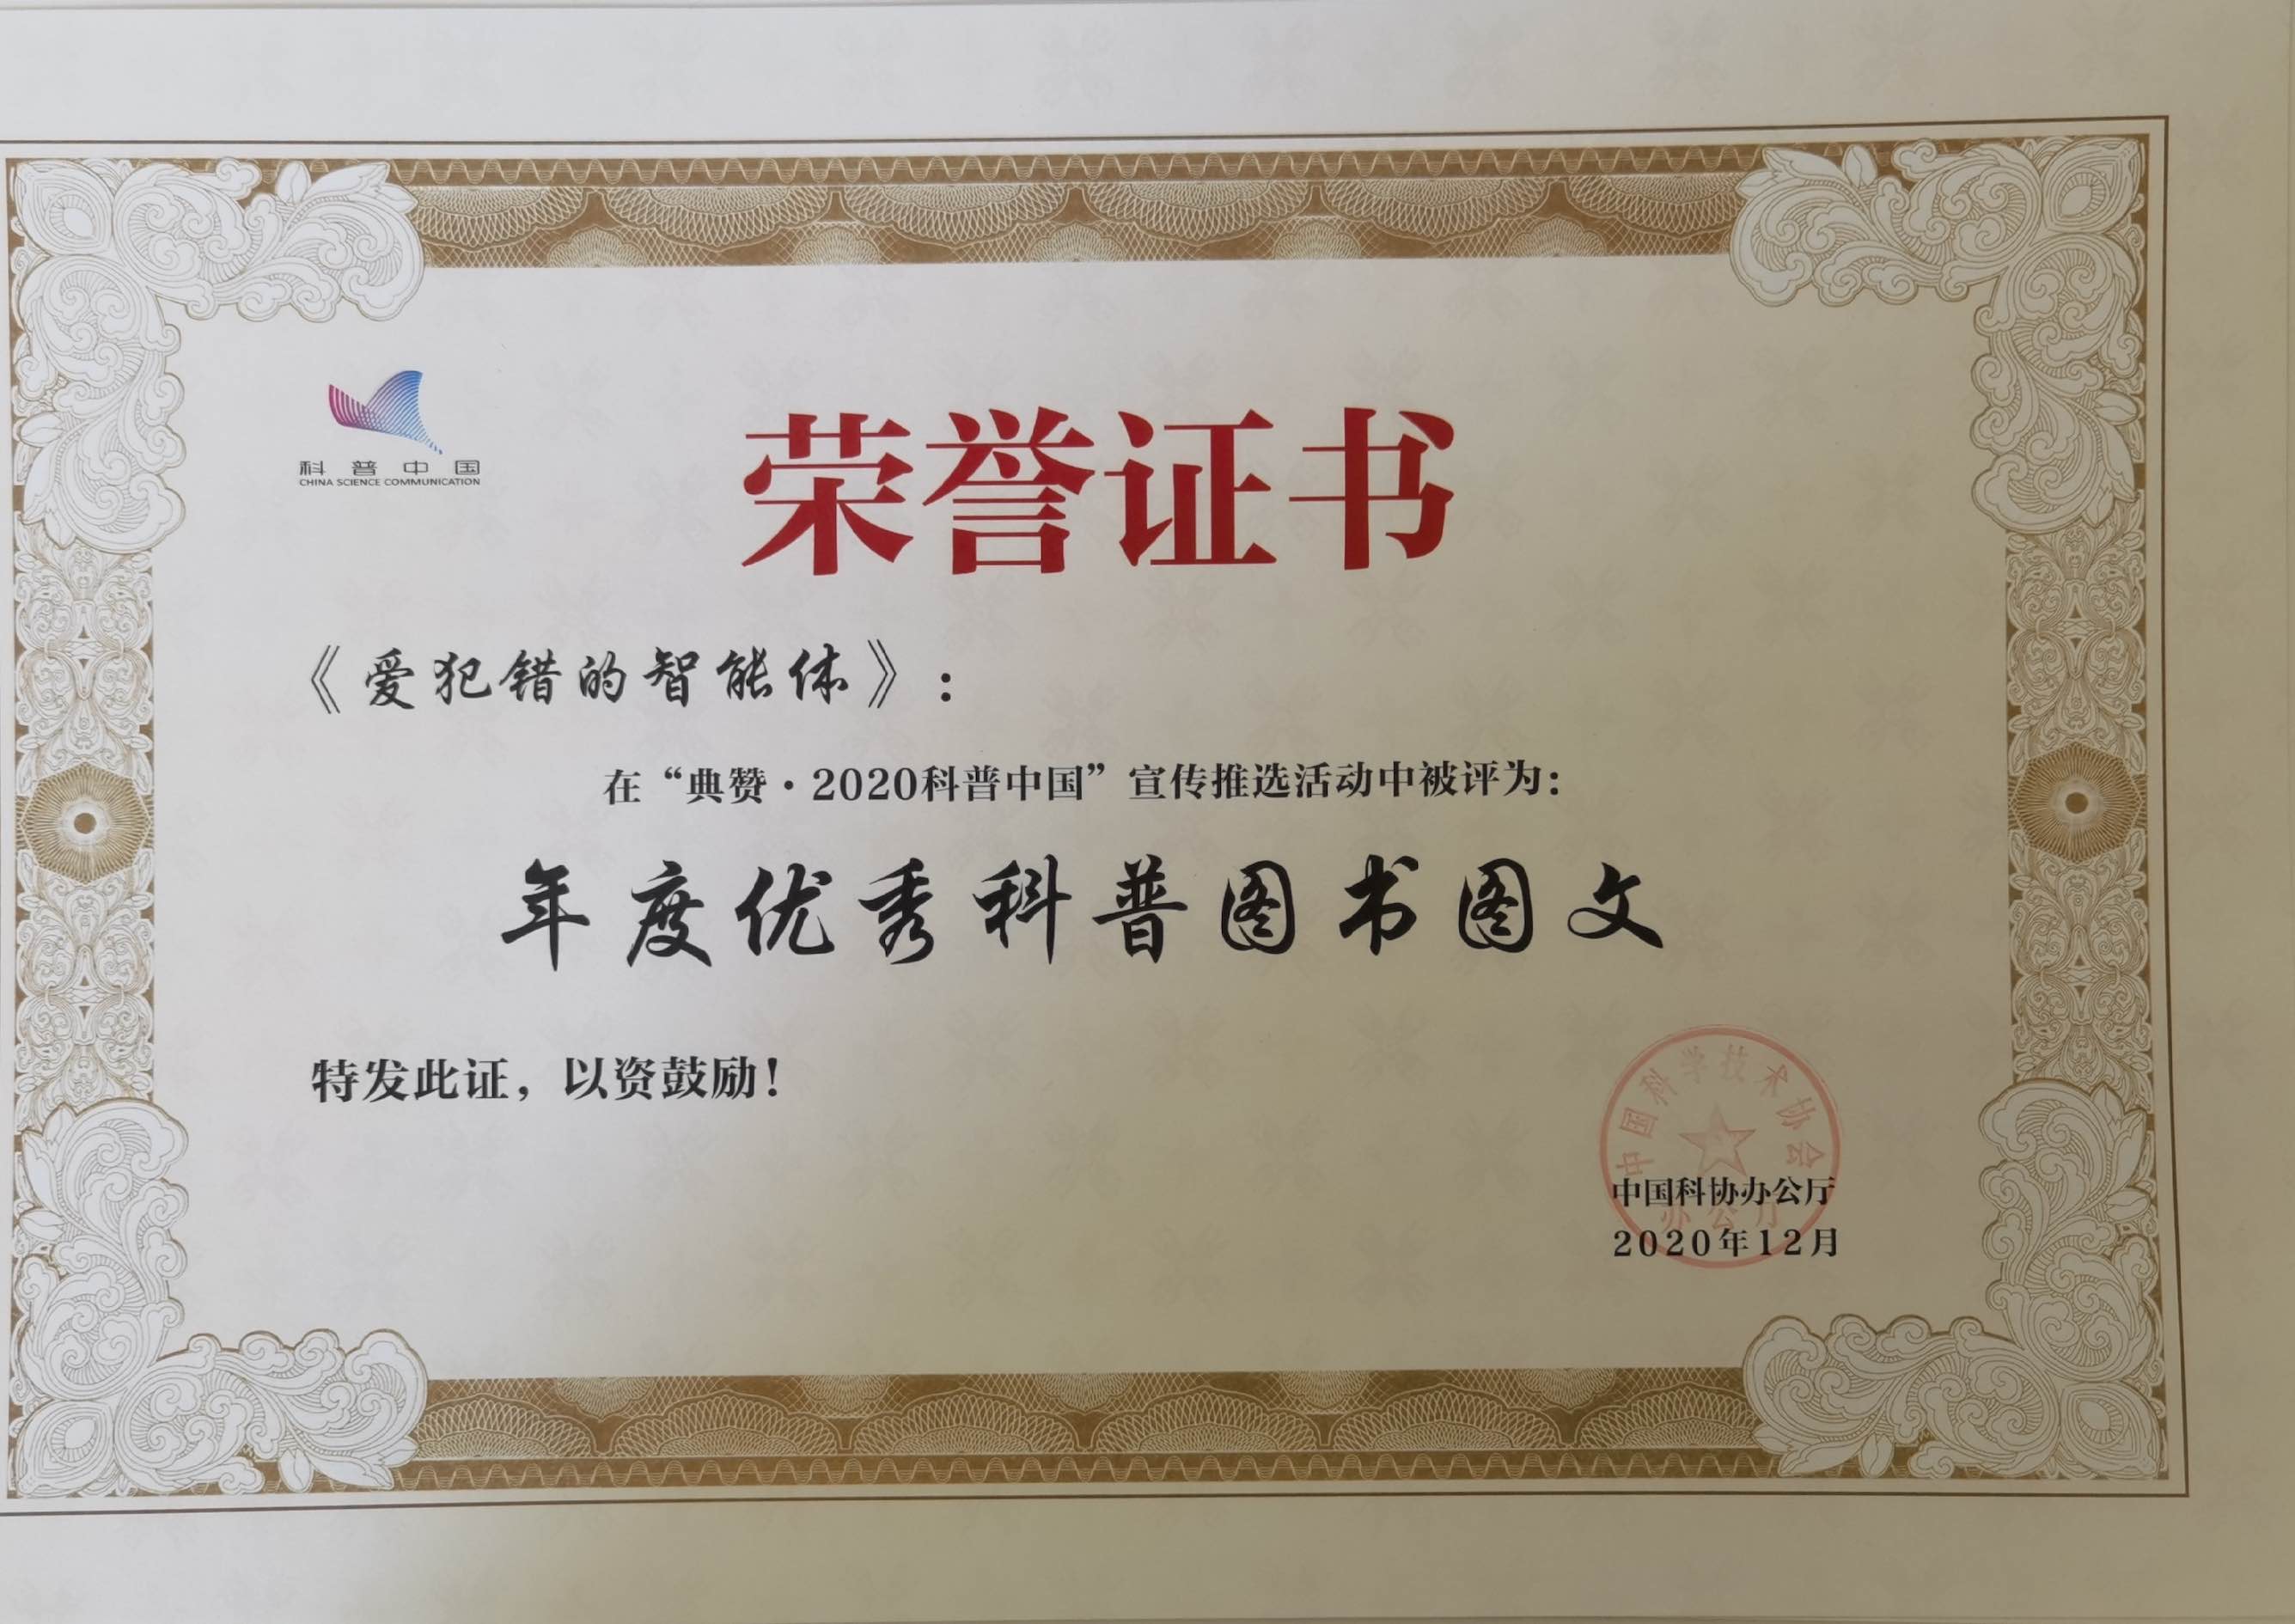 科普中国
CHINA SCIENCE COMMUNICATION
荣誉证书
《爱犯错的智能体》：
在“典赞·2020科普中国”宣传推选活动中被评为：
年度优秀科普图书图文
特发此证，以资鼓励！
中国科学技术协会
办公厅
中国科协办公厅
2020年12月